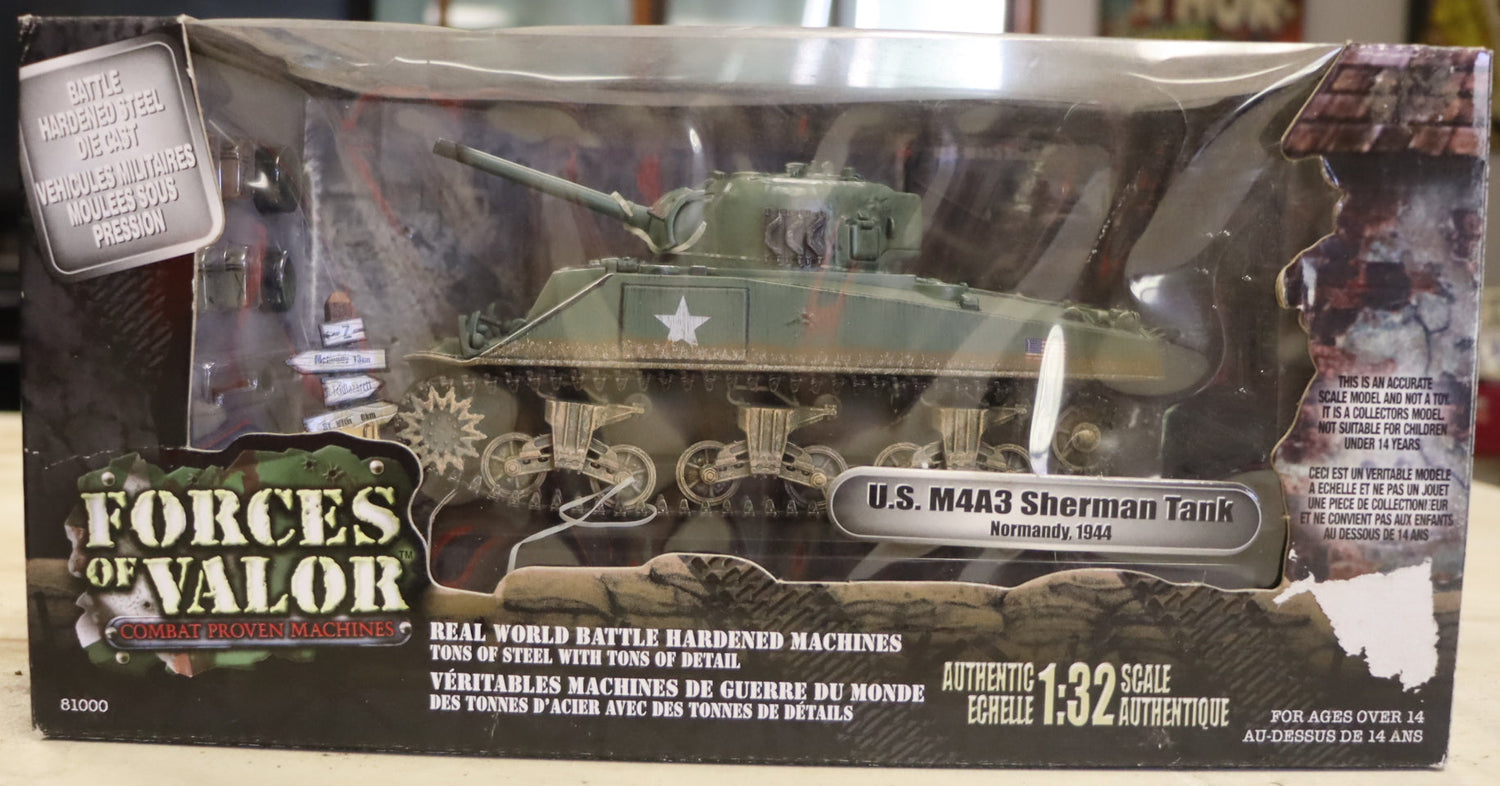 BATTLE
HARDENED STEEL
DIE CAST
VEHICULES MILITAIRES
MOULEES SOUS
PRESSION
Z
St. Vith 6km
FORCES
OF VALOR™
COMBAT PROVEN MACHINES
81000
U.S. M4A3 Sherman Tank
Normandy, 1944
REAL WORLD BATTLE HARDENED MACHINES
TONS OF STEEL WITH TONS OF DETAIL
VÉRITABLES MACHINES DE GUERRE DU MONDE
DES TONNES D'ACIER AVEC DES TONNES DE DÉTAILS
AUTHENTIC 1:32 SCALE
ECHELLE AUTHENTIQUE
THIS IS AN ACCURATE
SCALE MODEL AND NOT A TOY.
IT IS A COLLECTORS MODEL
NOT SUITABLE FOR CHILDREN
UNDER 14 YEARS
CECI EST UN VERITABLE MODELE
A ECHELLE ET NE PAS UN JOUET
UNE PIECE DE COLLECTIONNEUR
ET NE CONVIENT PAS AUX ENFANTS
AU DESSOUS DE 14 ANS
FOR AGES OVER 14
AU-DESSUS DE 14 ANS